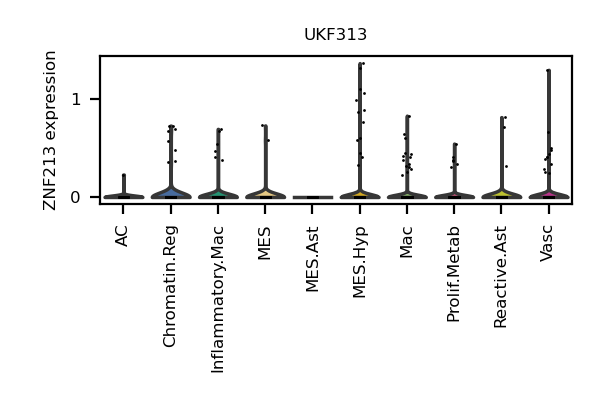 UKF313
ZNF213 expression
1
0
AC
Chromatin.Reg
Inflammatory.Mac
MES
MES.Ast
MES.Hyp
Mac
Prolif.Metab
Reactive.Ast
Vasc